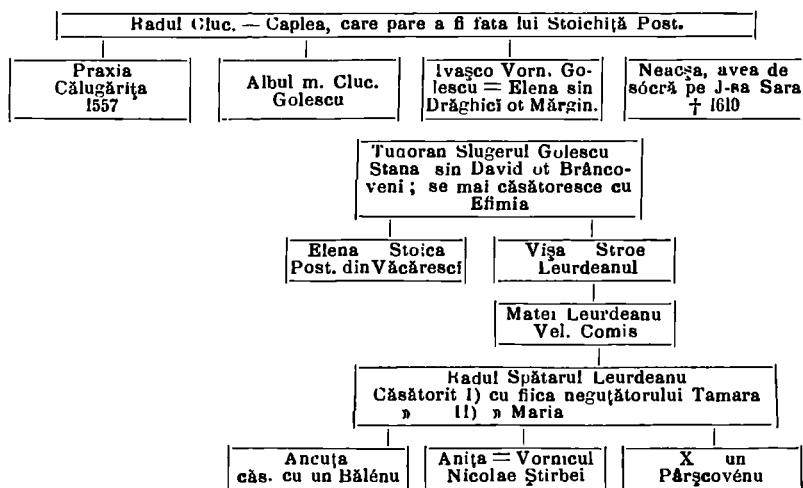 Radul Cluc. — Caplea, care pare a fi fata lui Stoichiță Post.
Praxia
Călugărița
1557
Albul m. Cluc.
Golescu
Ivașco Vorn. Go-
lescu = Elena sin
Drăghici ot Mărgin.
Neacșa, avea de
sócră pe J-sa Sara
† 1610
Tudoran Slugerul Golescu
Stana sin David ot Brânco-
veni; se mai căsătoresce cu
Efimia
Elena Stoica
Post. din Văcărescĭ
Vișa Stroe
Leurdeanul
Mateĭ Leurdeanu
Vel. Comis
Radul Spătarul Leurdeanu
Căsătorit I) cu fiica neguțătorului Tamara
» II) » Maria
Ancuța
căs. cu un Bălénu
Anița = Vornicul
Nicolae Știrbei
X un
Pârșcovénu